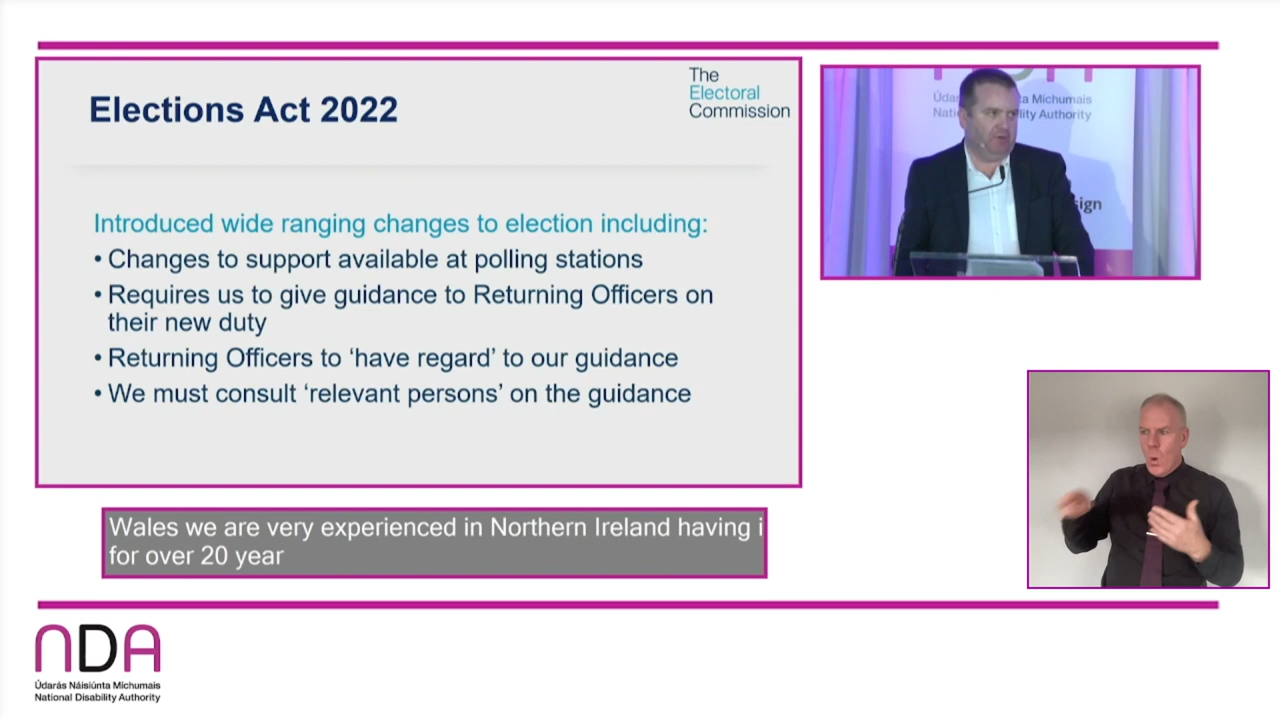 The
Electoral
Commission
Elections Act 2022
Introduced wide ranging changes to election including:
• Changes to support available at polling stations
• Requires us to give guidance to Returning Officers on
their new duty
• Returning Officers to ‘have regard’ to our guidance
• We must consult ‘relevant persons’ on the guidance
Wales we are very experienced in Northern Ireland having i
for over 20 year
NDA
Míchumais
Authority
NDA
Údarás Náisiúnta Míchumais
National Disability Authority